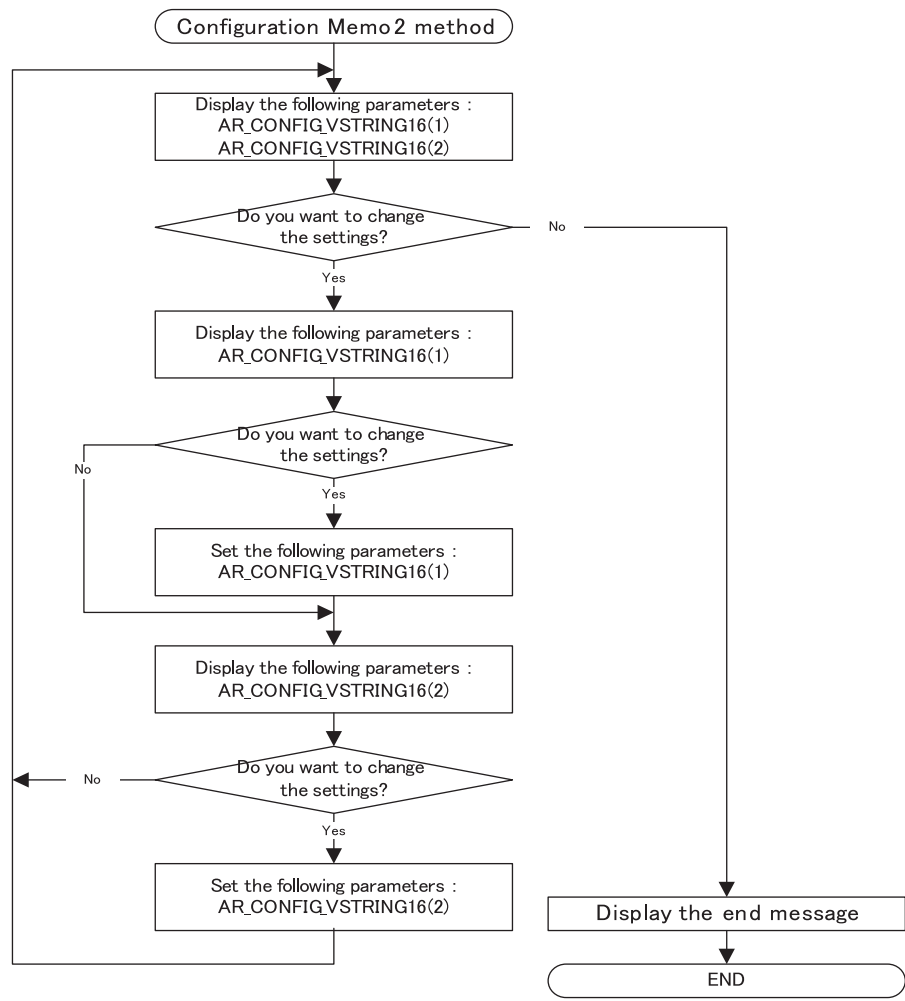 Configuration Memo2 method
Display the following parameters :
AR_CONFIG_VSTRING16(1)
AR_CONFIG_VSTRING16(2)
Do you want to change
the settings?
No
Yes
Display the following parameters :
AR_CONFIG_VSTRING16(1)
Do you want to change
the settings?
No
Yes
Set the following parameters :
AR_CONFIG_VSTRING16(1)
Display the following parameters :
AR_CONFIG_VSTRING16(2)
Do you want to change
the settings?
No
Yes
Set the following parameters :
AR_CONFIG_VSTRING16(2)
Display the end message
END